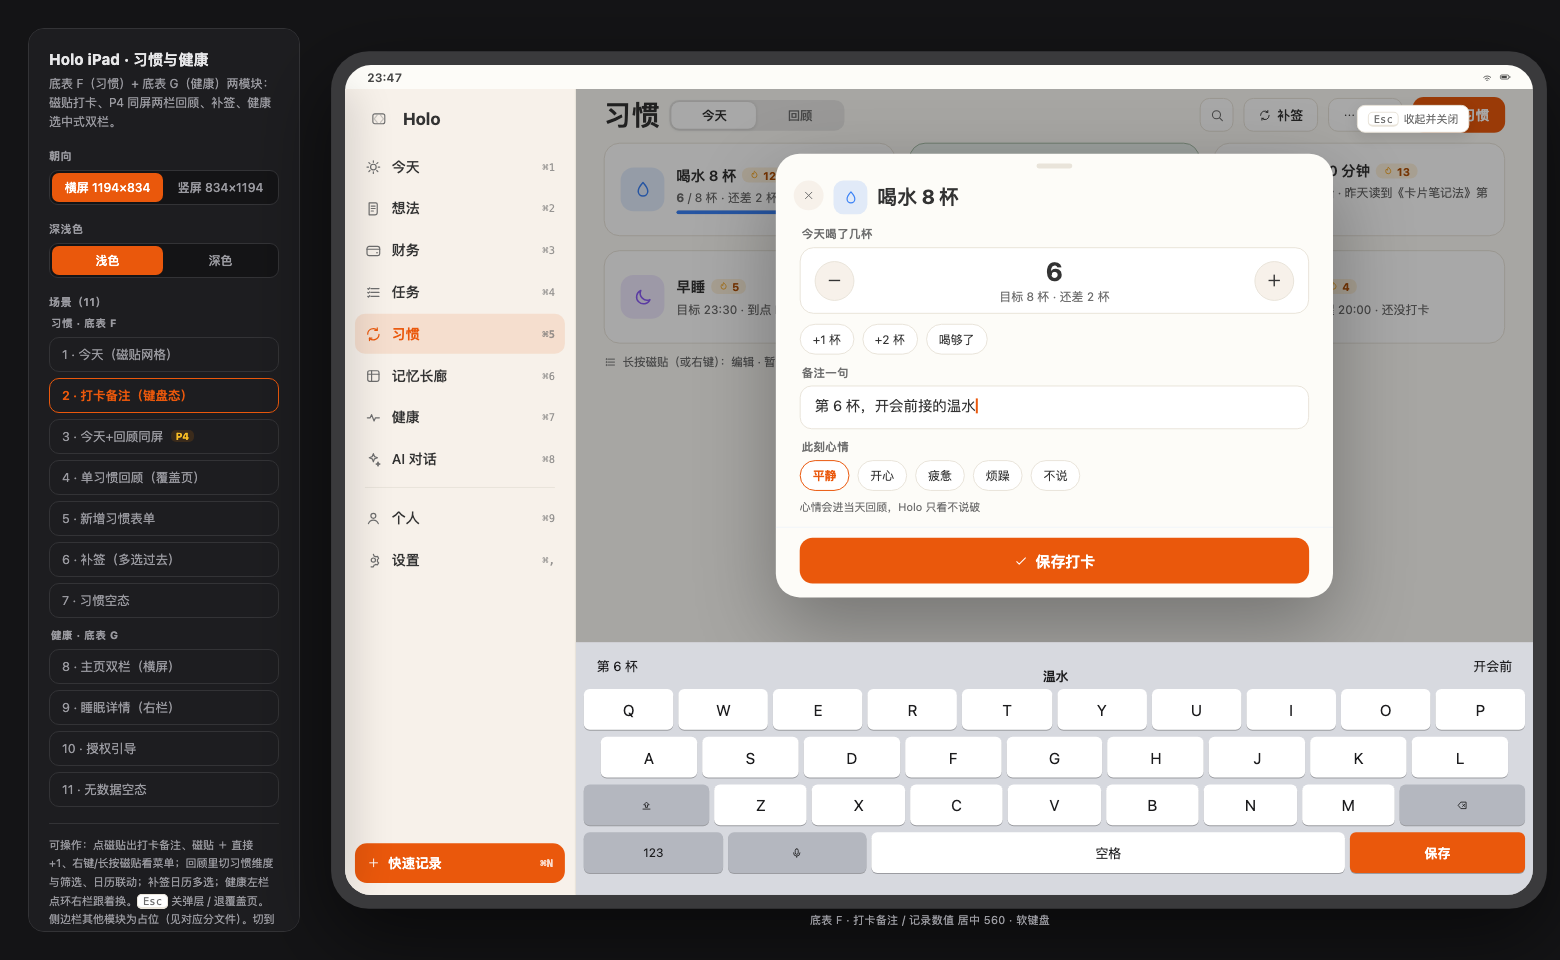 Holo iPad · 习惯与健康
底表 F（习惯）+ 底表 G（健康）两模块：
磁贴打卡、P4 同屏两栏回顾、补签、健康
选中式双栏。
朝向
横屏 1194×834
竖屏 834×1194
深浅色
浅色
深色
场景（11）
习惯 · 底表 F
1 · 今天（磁贴网格）
2 · 打卡备注（键盘态）
3 · 今天+回顾同屏 P4
4 · 单习惯回顾（覆盖页）
5 · 新增习惯表单
6 · 补签（多选过去）
7 · 习惯空态
健康 · 底表 G
8 · 主页双栏（横屏）
9 · 睡眠详情（右栏）
10 · 授权引导
11 · 无数据空态
可操作：点磁贴出打卡备注、磁贴 ＋ 直接
+1、右键/长按磁贴看菜单；回顾里切习惯维度
与筛选、日历联动；补签日历多选；健康左栏
点环右栏跟着换。Esc 关弹层 / 退覆盖页。
侧边栏其他模块为占位（见对应分文件）。切到
23:47
Holo
今天 ⌘1
想法 ⌘2
财务 ⌘3
任务 ⌘4
习惯 ⌘5
记忆长廊 ⌘6
健康 ⌘7
AI 对话 ⌘8
个人 ⌘9
设置 ⌘,
+ 快速记录 ⌘N
习惯
今天
回顾
补签
···
习惯
Esc 收起并关闭
喝水 8 杯 12
6 / 8 杯 · 还差 2 杯
0 分钟 13
· 昨天读到《卡片笔记法》第
早睡 5
目标 23:30 · 到点
4
20:00 · 还没打卡
长按磁贴（或右键）：编辑 · 暂
喝水 8 杯
今天喝了几杯
6
目标 8 杯 · 还差 2 杯
+1 杯
+2 杯
喝够了
备注一句
第 6 杯，开会前接的温水
此刻心情
平静
开心
疲惫
烦躁
不说
心情会进当天回顾，Holo 只看不说破
保存打卡
第 6 杯
温水
开会前
Q W E R T Y U I O P
A S D F G H J K L
Z X C V B N M
123
空格
保存
底表 F · 打卡备注 / 记录数值 居中 560 · 软键盘